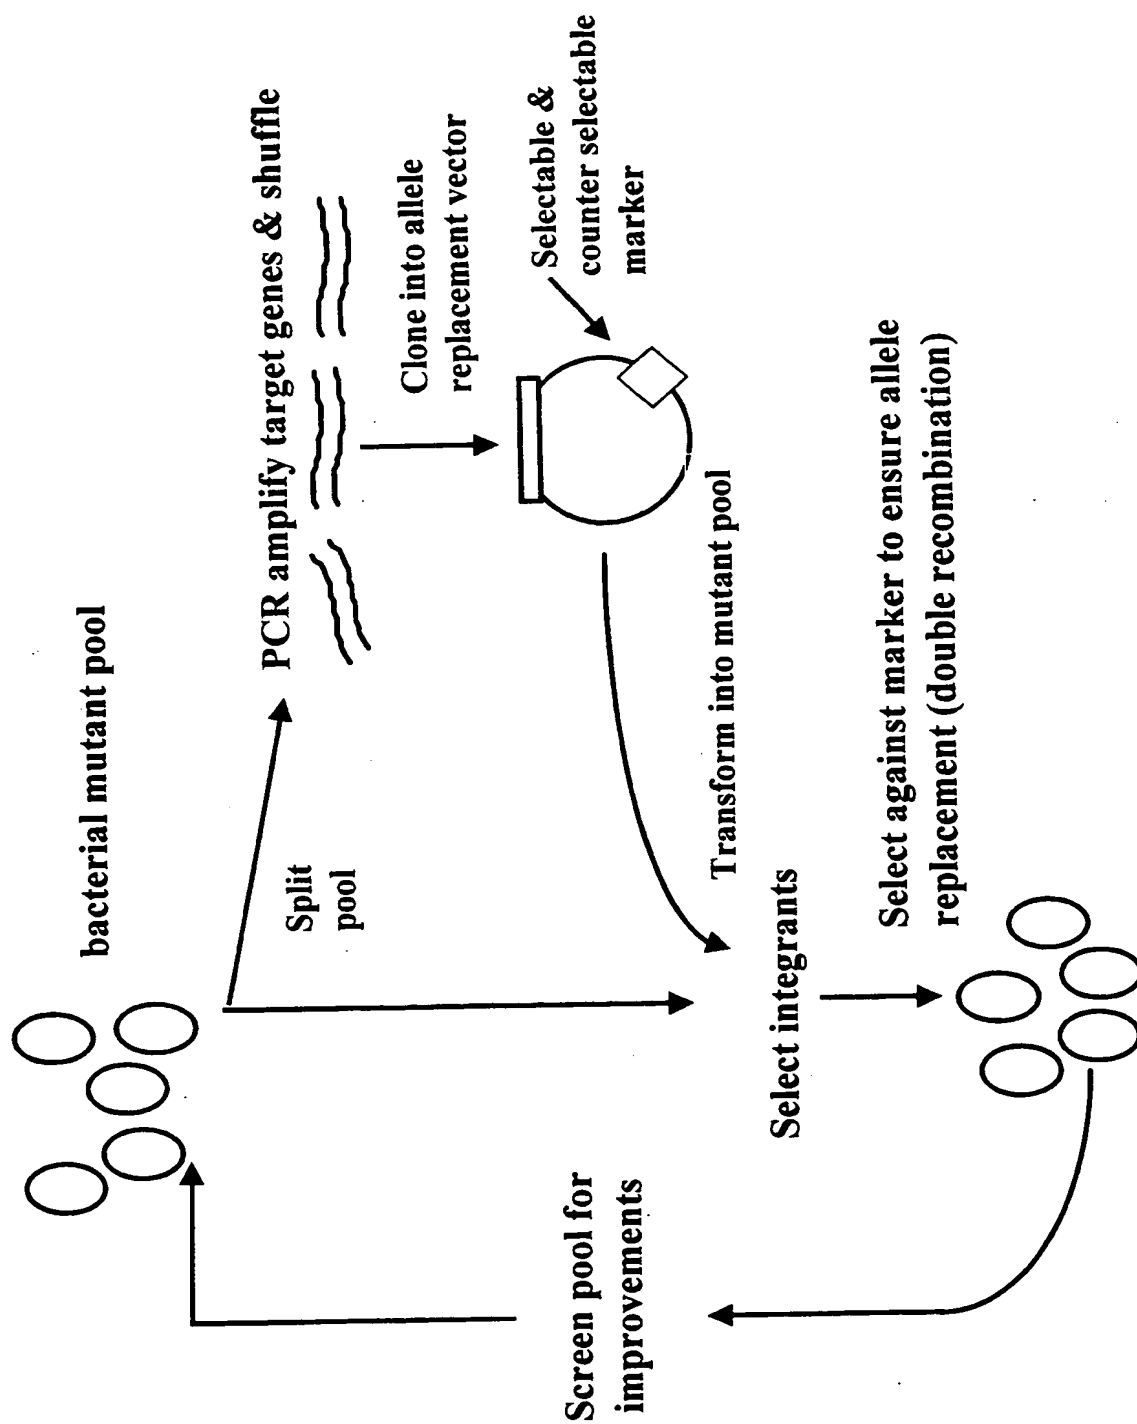 bacterial mutant pool
Split
pool
PCR amplify target genes & shuffle
Clone into allele
replacement vector
Selectable &
counter selectable
marker
Transform into mutant pool
Select integrants
Select against marker to ensure allele
replacement (double recombination)
Screen pool for
improvements